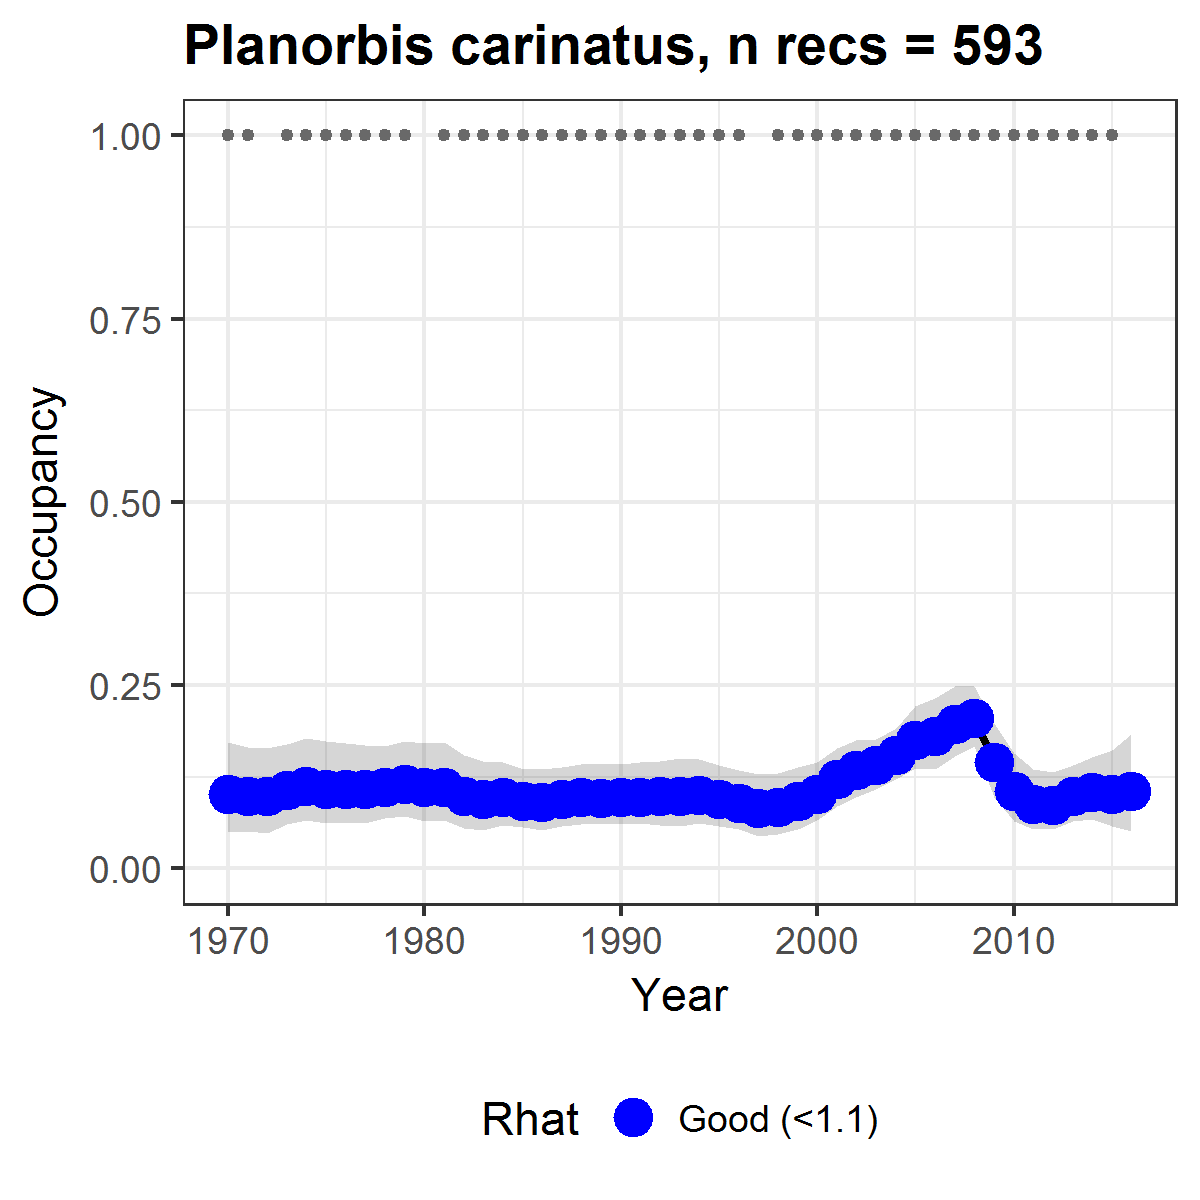 Planorbis carinatus, n recs = 593
1.00
0.75
0.50
0.25
0.00
Occupancy
1970 1980 1990 2000 2010
Year
Rhat Good (<1.1)